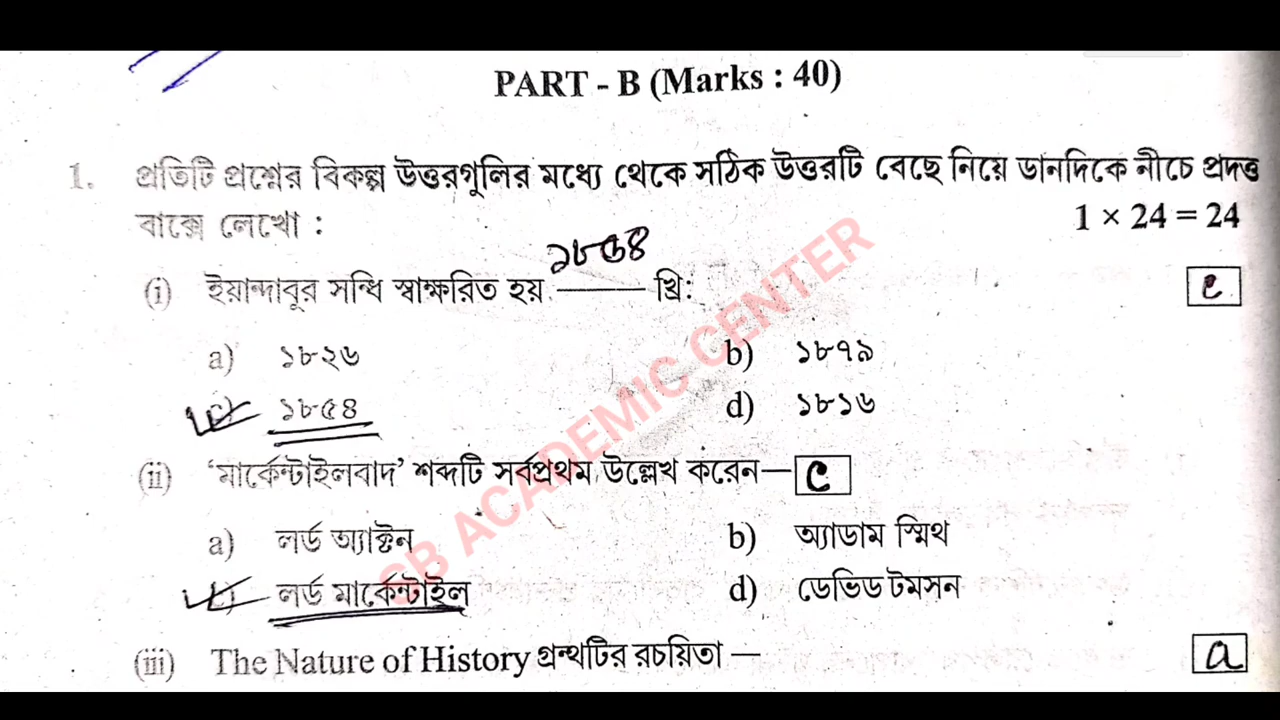 PART - B (Marks : 40)
1. প্রতিটি প্রশ্নের বিকল্প উত্তরগুলির মধ্যে থেকে সঠিক উত্তরটি বেছে নিয়ে ডানদিকে নীচে প্রদত্ত
বাক্সে লেখো : 1 × 24 = 24
১৮৫৪
(i) ইয়ান্দাবুর সন্ধি স্বাক্ষরিত হয় ——— খ্রি: c
a) ১৮২৬ b) ১৮৭৯
c) ১৮৫৪ d) ১৮১৬
(ii) ‘মার্কেন্টাইলবাদ’ শব্দটি সর্বপ্রথম উল্লেখ করেন— C
a) লর্ড অ্যাক্টন b) অ্যাডাম স্মিথ
c) লর্ড মার্কেন্টাইল d) ডেভিড টমসন
(iii) The Nature of History গ্রন্থটির রচয়িতা — a
SB ACADEMIC CENTER